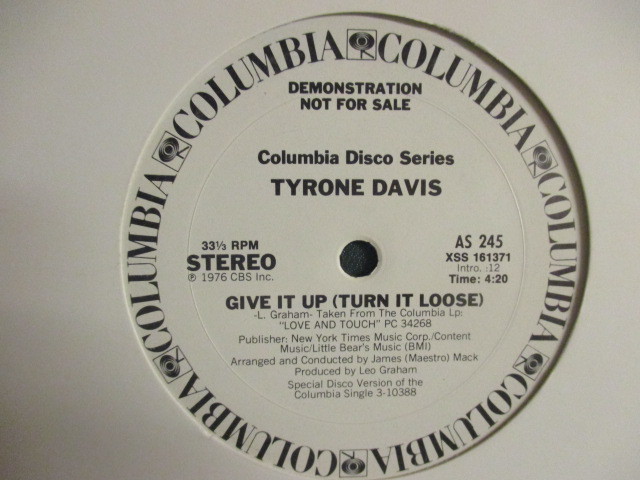 COLUMBIA COLUMBIA COLUMBIA COLUMBIA COLUMBIA COLUMBIA COLUMBIA COLUMBIA
DEMONSTRATION
NOT FOR SALE
Columbia Disco Series
TYRONE DAVIS
33⅓ RPM
STEREO
℗ 1976 CBS Inc.
AS 245
XSS 161371
Intro. :12
Time: 4:20
GIVE IT UP (TURN IT LOOSE)
-L. Graham- Taken From The Columbia Lp:
"LOVE AND TOUCH" PC 34268
Publisher: New York Times Music Corp./Content
Music/Little Bear's Music (BMI)
Arranged and Conducted by James (Maestro) Mack
Produced by Leo Graham
Special Disco Version of the
Columbia Single 3-10388